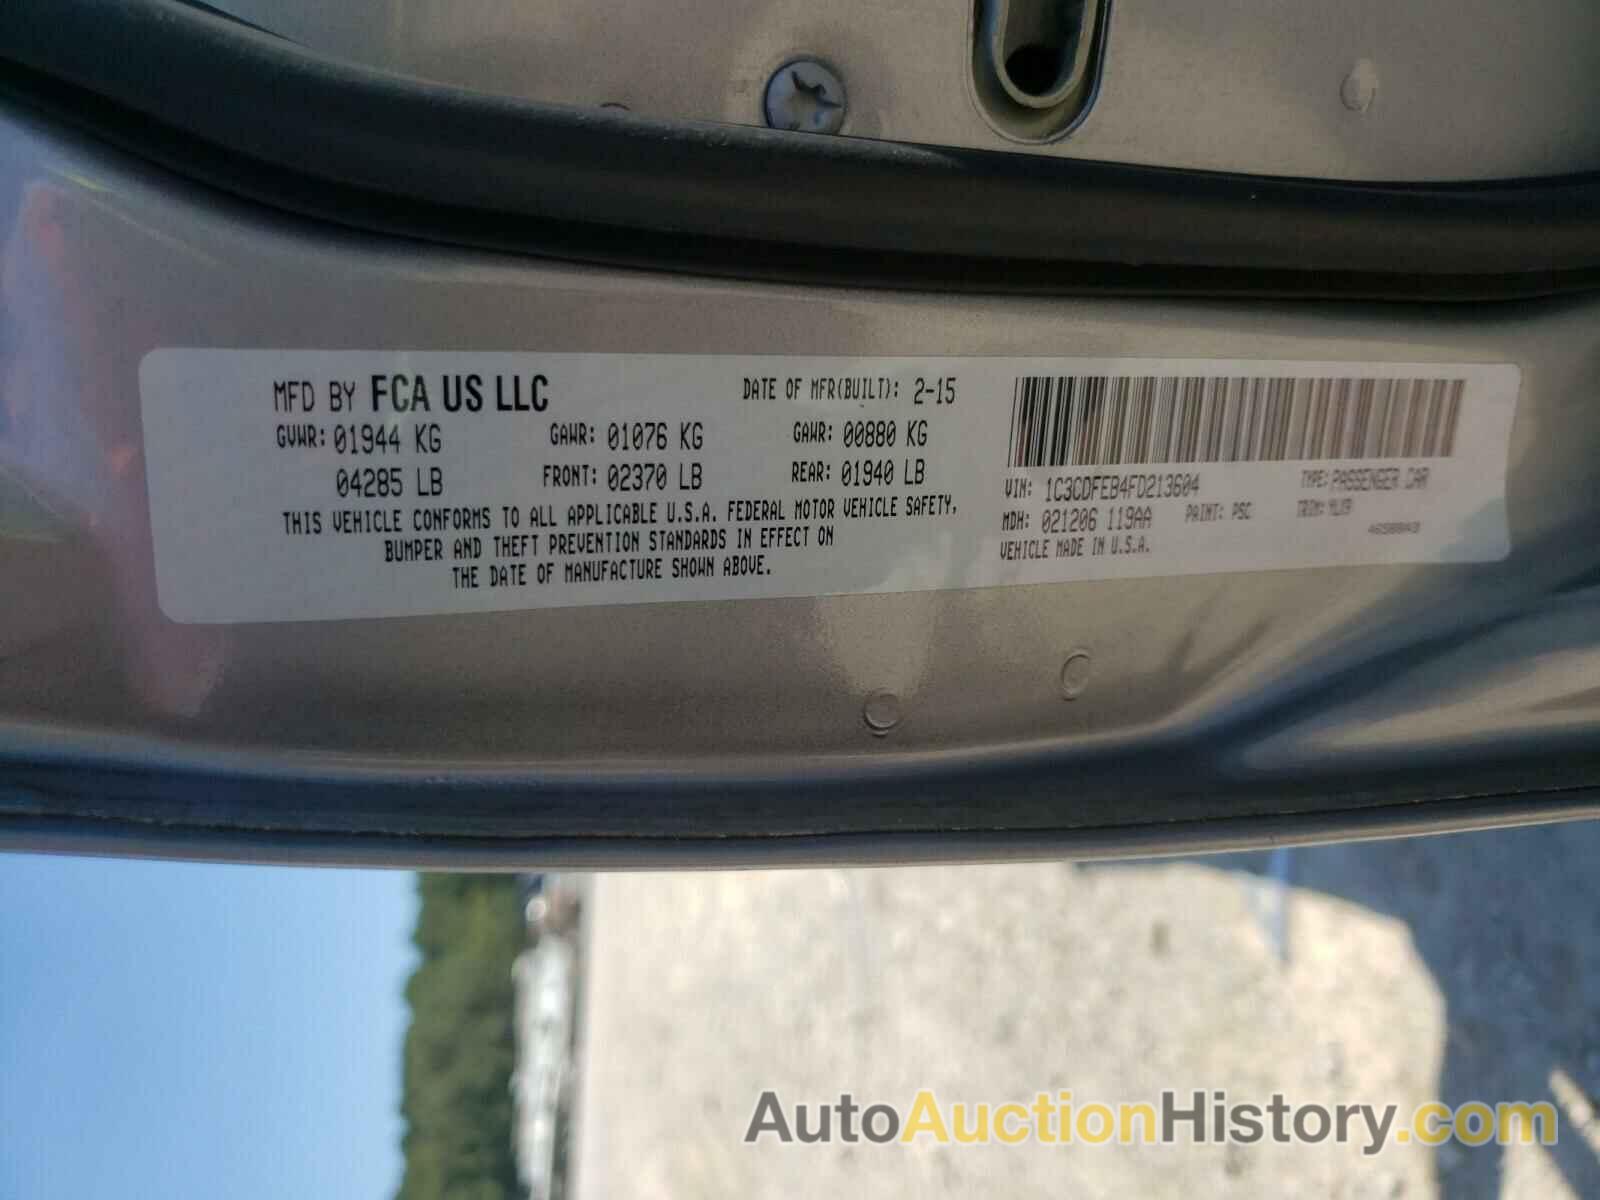 MFD BY FCA US LLC DATE OF MFR(BUILT): 2-15
GVWR: 01944 KG GAWR: 01076 KG GAWR: 00880 KG
04285 LB FRONT: 02370 LB REAR: 01940 LB
THIS VEHICLE CONFORMS TO ALL APPLICABLE U.S.A. FEDERAL MOTOR VEHICLE SAFETY,
BUMPER AND THEFT PREVENTION STANDARDS IN EFFECT ON
THE DATE OF MANUFACTURE SHOWN ABOVE.
VIN: 1C3CDFEB4FD213604 TYPE: PASSENGER CAR
MDH: 021206 119AA PAINT: PSC TRIM: MLX9
VEHICLE MADE IN U.S.A.
AutoAuctionHistory.com